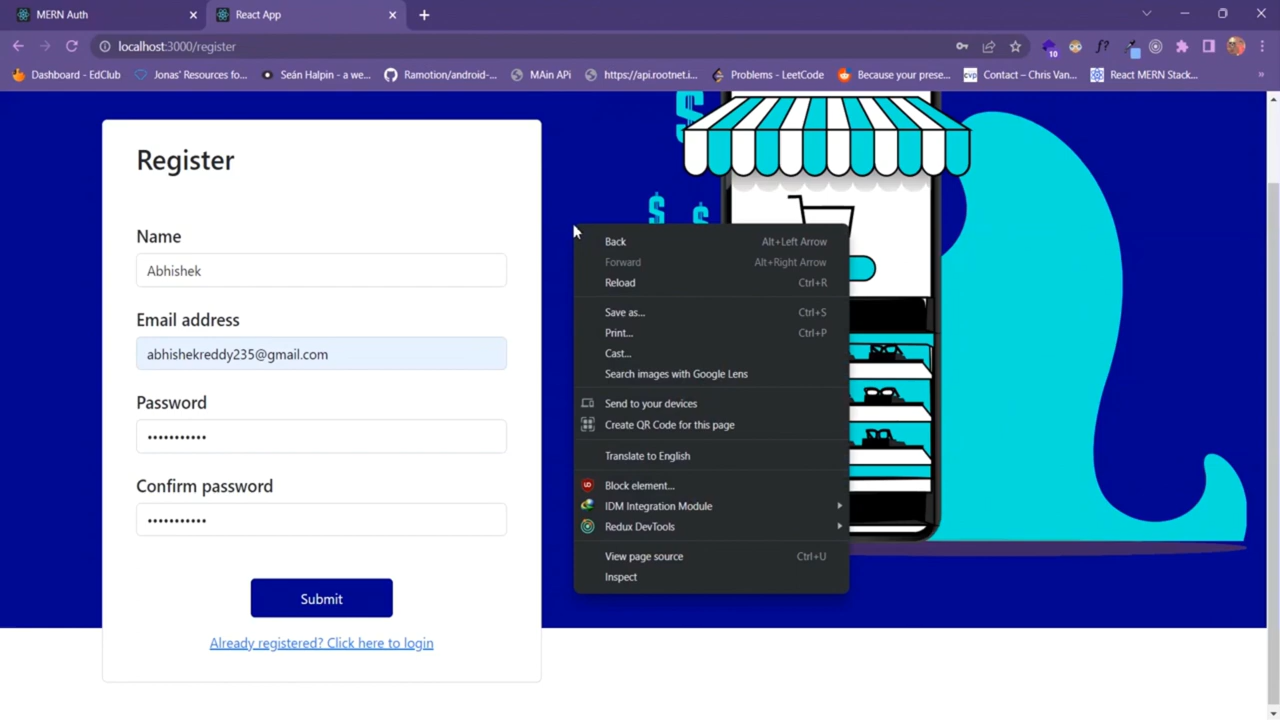 MERN Auth
React App
localhost:3000/register
10
f?
Dashboard - EdClub
Jonas' Resources fo...
Seán Halpin - a we...
Ramotion/android-...
MAin APi
https://api.rootnet.i...
Problems - LeetCode
Because your prese...
cvp
Contact – Chris Van...
React MERN Stack...
»
Register
Name
Abhishek
Email address
abhishekreddy235@gmail.com
Password
•••••••••••
Confirm password
•••••••••••
Submit
Already registered? Click here to login
$
$ $
Back Alt+Left Arrow
Forward Alt+Right Arrow
Reload Ctrl+R
Save as... Ctrl+S
Print... Ctrl+P
Cast...
Search images with Google Lens
Send to your devices
Create QR Code for this page
Translate to English
Block element...
IDM Integration Module
Redux DevTools
View page source Ctrl+U
Inspect